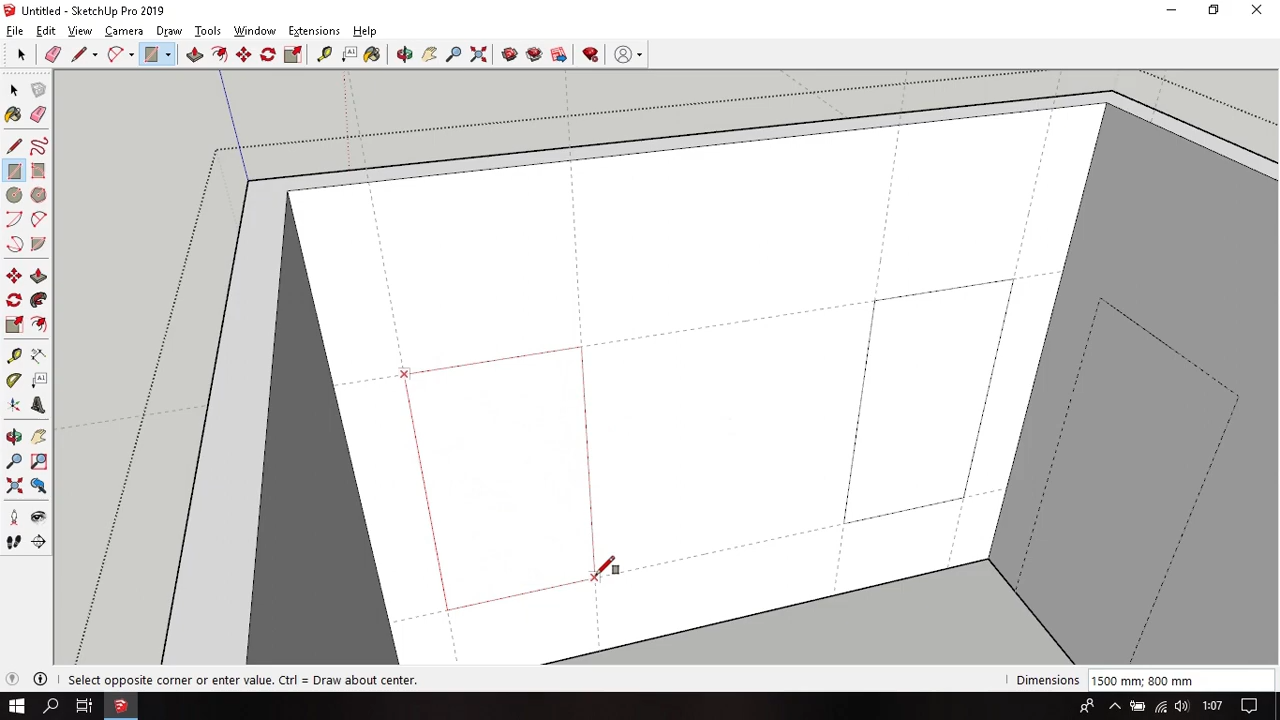 Untitled - SketchUp Pro 2019
File Edit View Camera Draw Tools Window Extensions Help
Select opposite corner or enter value. Ctrl = Draw about center.
Dimensions 1500 mm; 800 mm
1:07